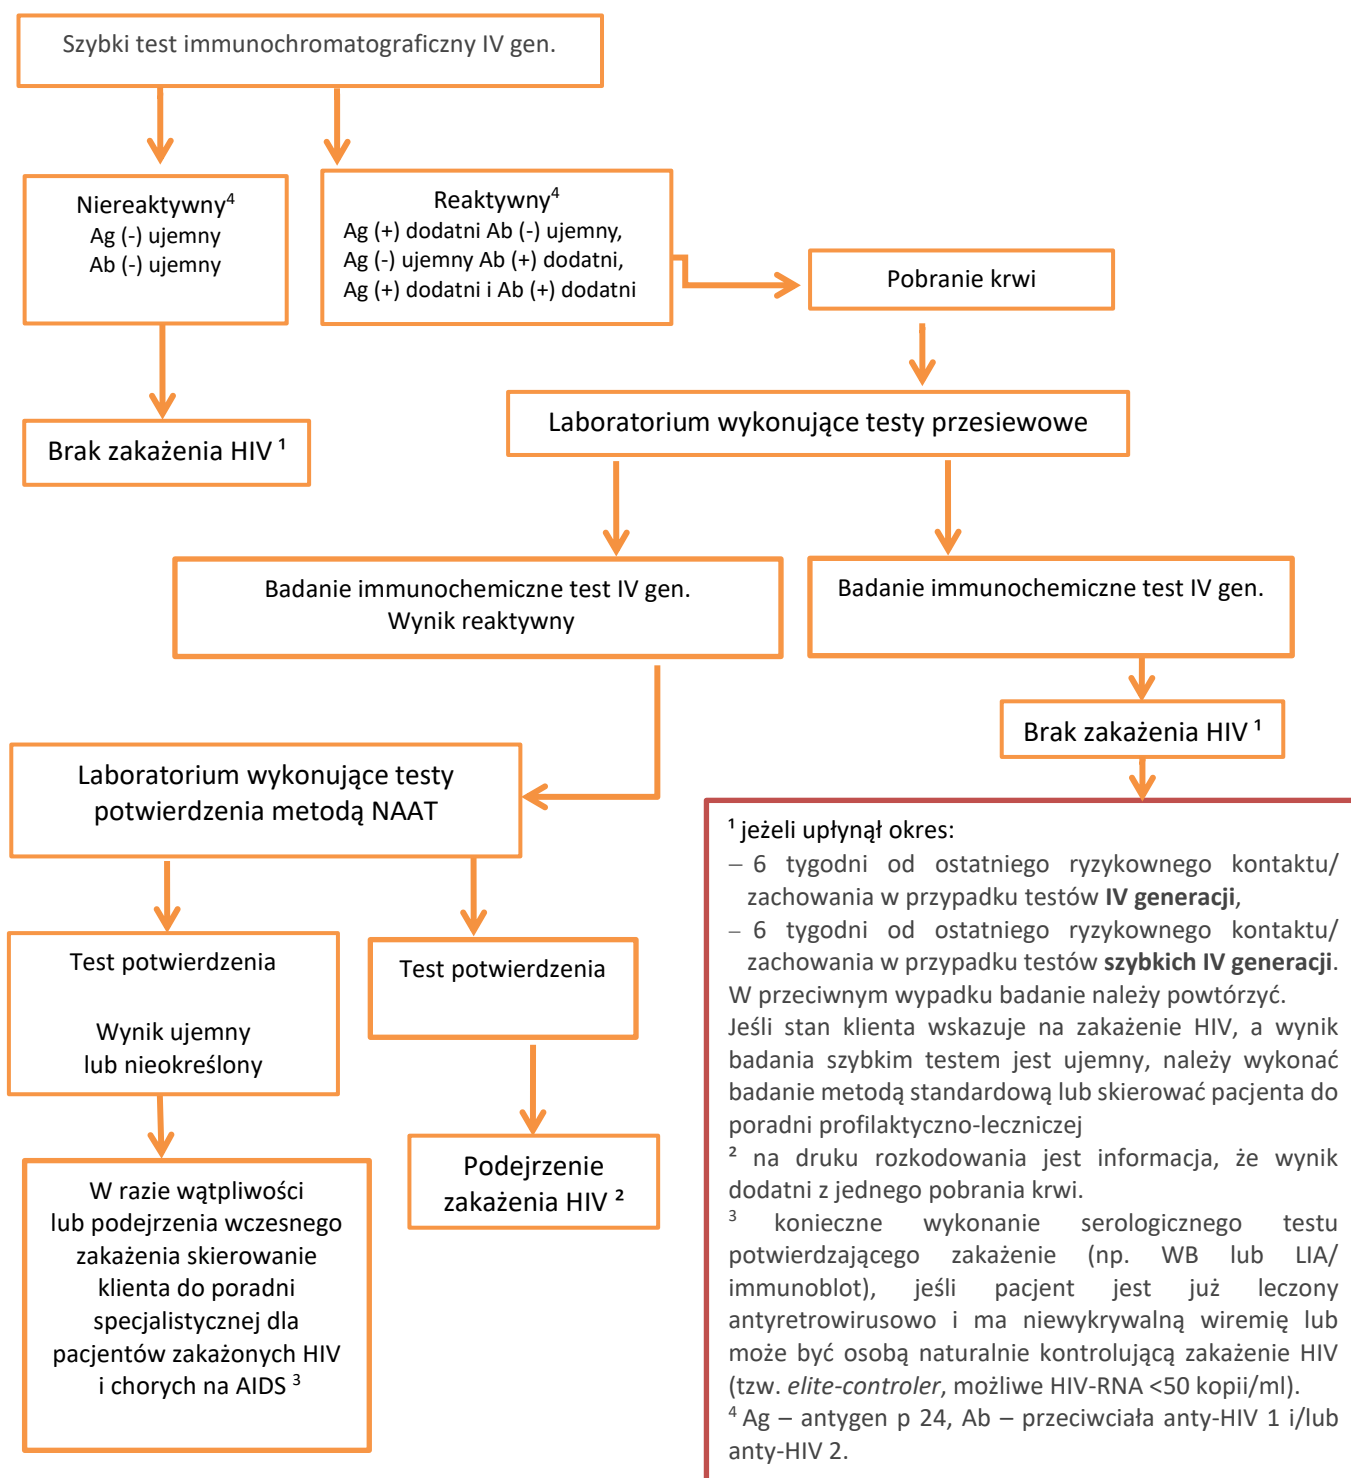 Szybki test immunochromatograficzny IV gen.
Niereaktywny⁴
Ag (-) ujemny
Ab (-) ujemny
Reaktywny⁴
Ag (+) dodatni Ab (-) ujemny,
Ag (-) ujemny Ab (+) dodatni,
Ag (+) dodatni i Ab (+) dodatni
Pobranie krwi
Brak zakażenia HIV ¹
Laboratorium wykonujące testy przesiewowe
Badanie immunochemiczne test IV gen.
Wynik reaktywny
Badanie immunochemiczne test IV gen.
Brak zakażenia HIV ¹
Laboratorium wykonujące testy
potwierdzenia metodą NAAT
Test potwierdzenia
Wynik ujemny
lub nieokreślony
Test potwierdzenia
Podejrzenie
zakażenia HIV ²
W razie wątpliwości
lub podejrzenia wczesnego
zakażenia skierowanie
klienta do poradni
specjalistycznej dla
pacjentów zakażonych HIV
i chorych na AIDS ³
¹ jeżeli upłynął okres:
– 6 tygodni od ostatniego ryzykownego kontaktu/
zachowania w przypadku testów IV generacji,
– 6 tygodni od ostatniego ryzykownego kontaktu/
zachowania w przypadku testów szybkich IV generacji.
W przeciwnym wypadku badanie należy powtórzyć.
Jeśli stan klienta wskazuje na zakażenie HIV, a wynik
badania szybkim testem jest ujemny, należy wykonać
badanie metodą standardową lub skierować pacjenta do
poradni profilaktyczno-leczniczej
² na druku rozkodowania jest informacja, że wynik
dodatni z jednego pobrania krwi.
³ konieczne wykonanie serologicznego testu
potwierdzającego zakażenie (np. WB lub LIA/
immunoblot), jeśli pacjent jest już leczony
antyretrowirusowo i ma niewykrywalną wiremię lub
może być osobą naturalnie kontrolującą zakażenie HIV
(tzw. elite-controler, możliwe HIV-RNA <50 kopii/ml).
⁴ Ag – antygen p 24, Ab – przeciwciała anty-HIV 1 i/lub
anty-HIV 2.